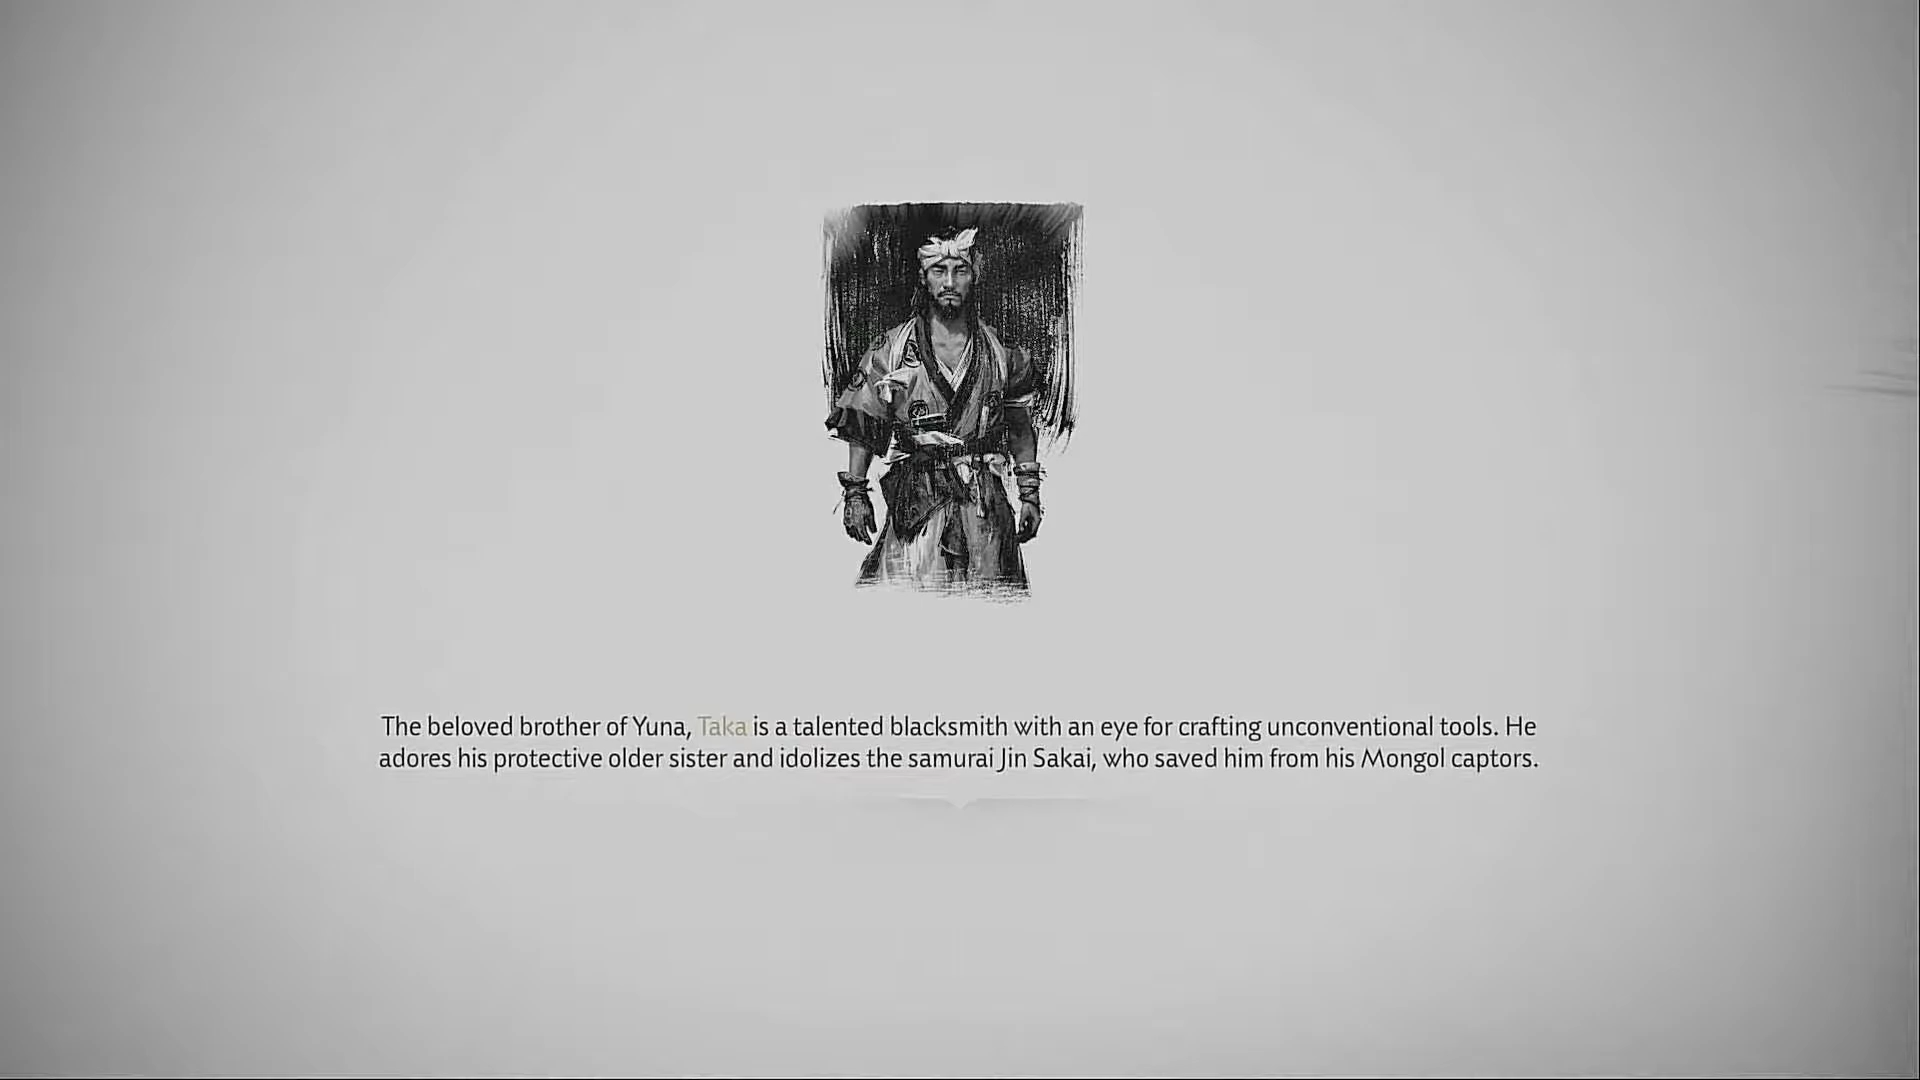 The beloved brother of Yuna, Taka is a talented blacksmith with an eye for crafting unconventional tools. He
adores his protective older sister and idolizes the samurai Jin Sakai, who saved him from his Mongol captors.